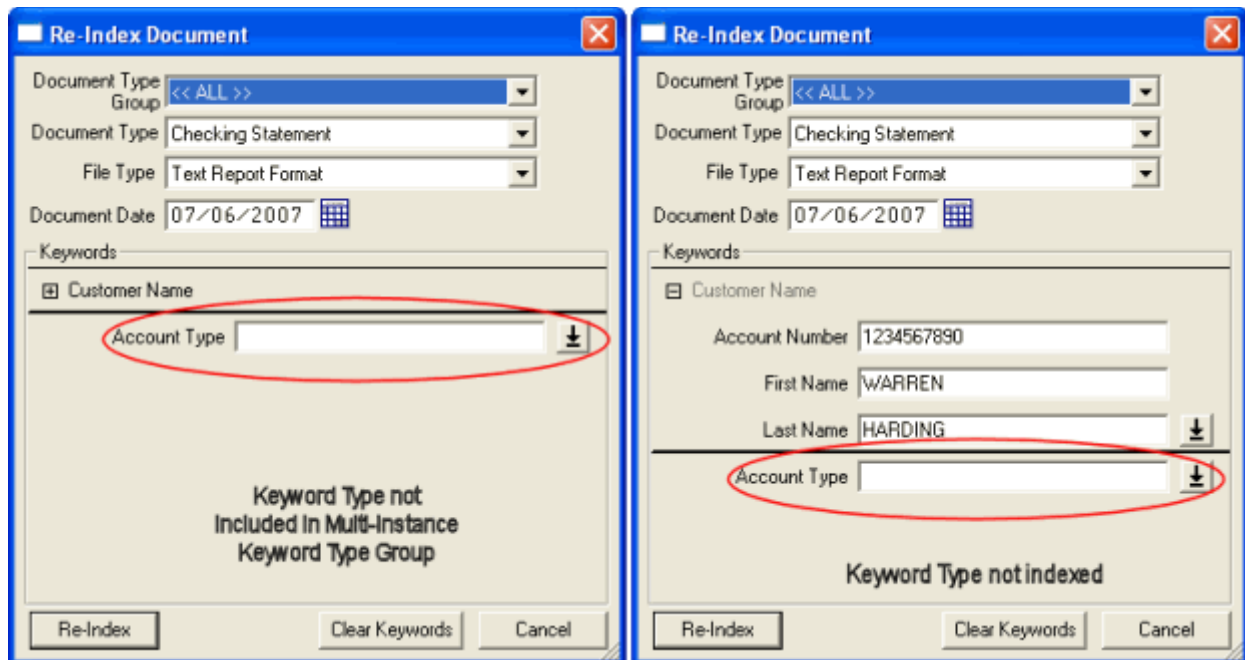 Re-Index Document
Document Type
Group
<< ALL >>
Document Type
Checking Statement
File Type
Text Report Format
Document Date
07/06/2007
Keywords
Customer Name
Account Type
Keyword Type not
Included in Multi-Instance
Keyword Type Group
Re-Index
Clear Keywords
Cancel
Re-Index Document
Document Type
Group
<< ALL >>
Document Type
Checking Statement
File Type
Text Report Format
Document Date
07/06/2007
Keywords
Customer Name
Account Number
1234567890
First Name
WARREN
Last Name
HARDING
Account Type
Keyword Type not indexed
Re-Index
Clear Keywords
Cancel